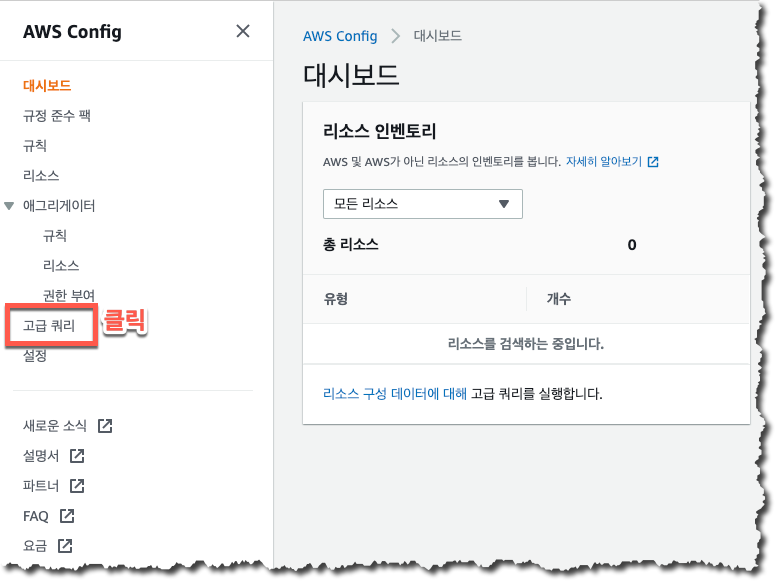 AWS Config
대시보드
규정 준수 팩
규칙
리소스
애그리게이터
규칙
리소스
권한 부여
고급 쿼리
클릭
설정
새로운 소식
설명서
파트너
FAQ
요금
AWS Config > 대시보드
대시보드
리소스 인벤토리
AWS 및 AWS가 아닌 리소스의 인벤토리를 봅니다. 자세히 알아보기
모든 리소스
총 리소스 0
유형 개수
리소스를 검색하는 중입니다.
리소스 구성 데이터에 대해 고급 쿼리를 실행합니다.